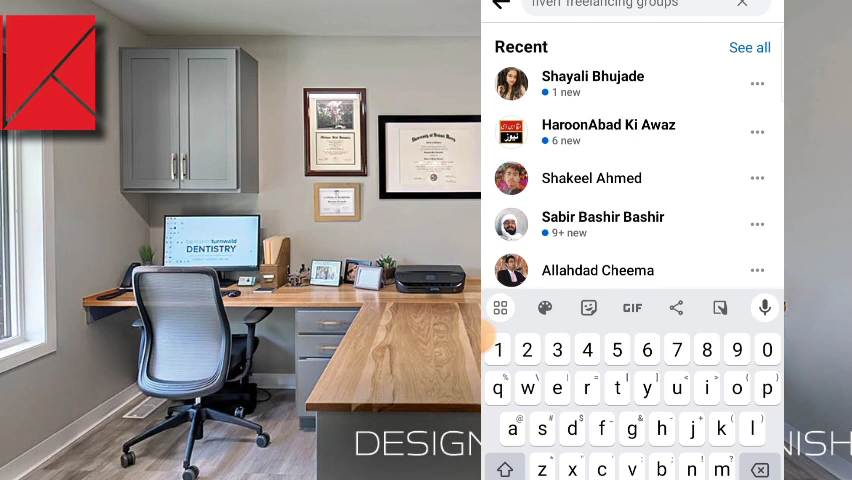 fiverr freelancing groups
Recent
See all
Shayali Bhujade
1 new
HaroonAbad Ki Awaz
6 new
نیوز
Shakeel Ahmed
Sabir Bashir Bashir
9+ new
Allahdad Cheema
GIF
1 2 3 4 5 6 7 8 9 0
q w e r t y u i o p
a s d f g h j k l
z x c v b n m
turnwald
DENTISTRY
DESIGN
NISH